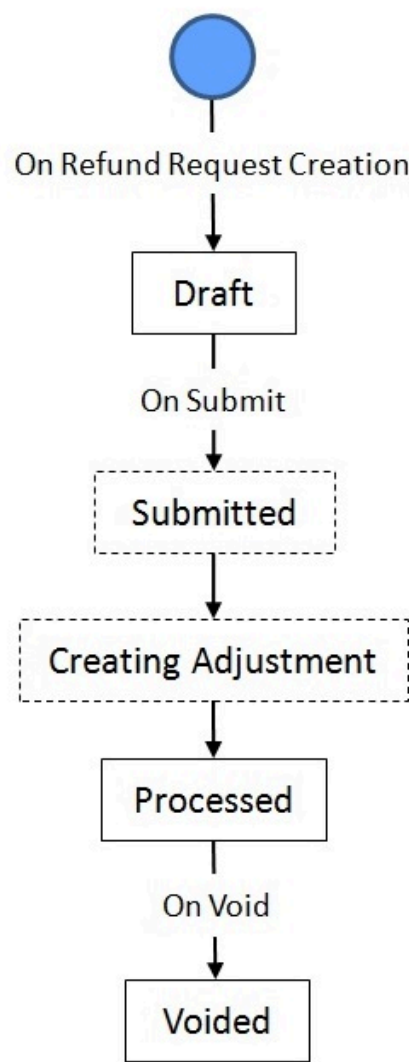 On Refund Request Creation
Draft
On Submit
Submitted
Creating Adjustment
Processed
On Void
Voided